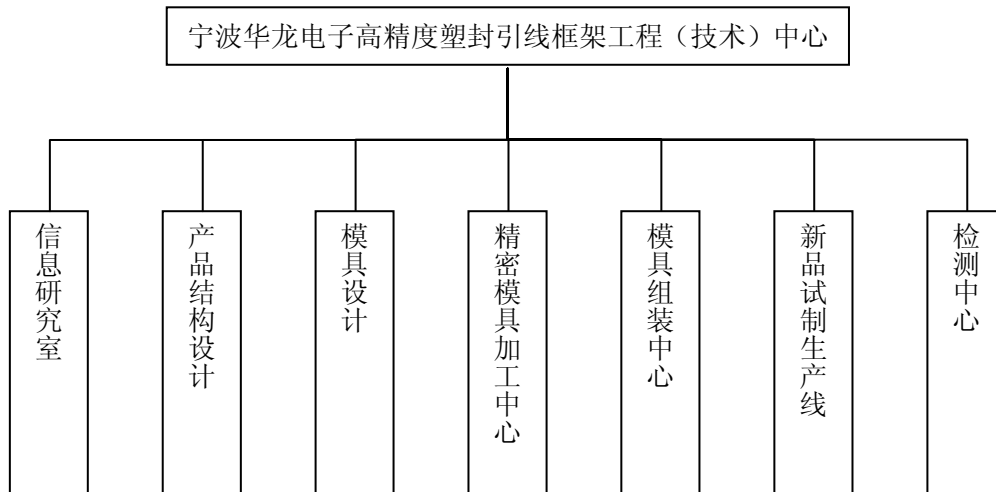 宁波华龙电子高精度塑封引线框架工程（技术）中心
信息研究室
产品结构设计
模具设计
精密模具加工中心
模具组装中心
新品试制生产线
检测中心